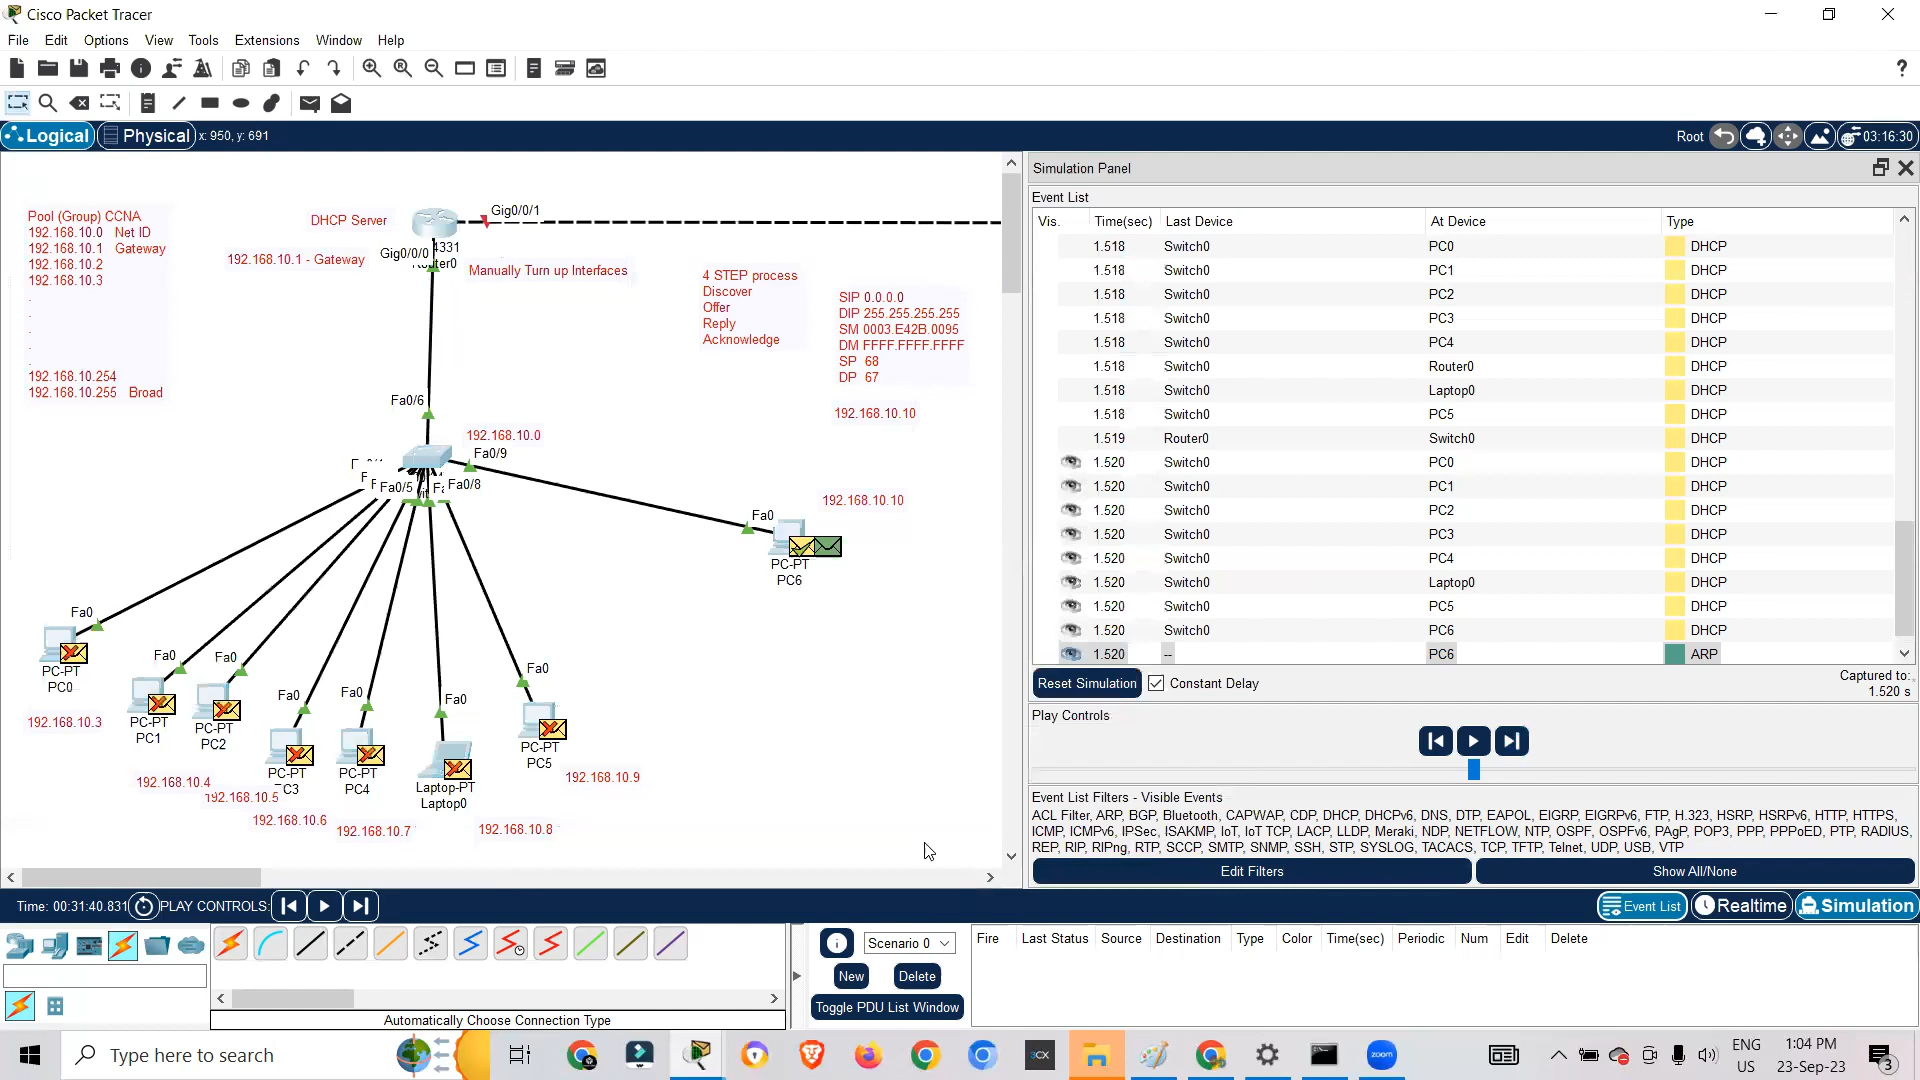 Cisco Packet Tracer
File Edit Options View Tools Extensions Window Help
?
Logical Physical x: 950, y: 691
Root 03:16:30
Pool (Group) CCNA
192.168.10.0 Net ID
192.168.10.1 Gateway
192.168.10.2
192.168.10.3
.
.
.
.
.
192.168.10.254
192.168.10.255 Broad
DHCP Server
Gig0/0/1
4331
Gig0/0/0
192.168.10.1 - Gateway
Manually Turn up Interfaces
4 STEP process
Discover
Offer
Reply
Acknowledge
SIP 0.0.0.0
DIP 255.255.255.255
SM 0003.E42B.0095
DM FFFF.FFFF.FFFF
SP 68
DP 67
192.168.10.10
Fa0/6
192.168.10.0
Fa0/9
Fa0/5
Fa0/8
192.168.10.10
Fa0
PC-PT
PC6
Fa0
PC-PT
PC0
192.168.10.3
Fa0
PC-PT
PC1
192.168.10.4
Fa0
PC-PT
PC2
192.168.10.5
Fa0
PC-PT
192.168.10.6
Fa0
PC-PT
PC4
192.168.10.7
Fa0
Laptop-PT
Laptop0
192.168.10.8
Fa0
PC-PT
PC5
192.168.10.9
Simulation Panel
Event List
Vis. Time(sec) Last Device At Device Type
1.518 Switch0 PC0 DHCP
1.518 Switch0 PC1 DHCP
1.518 Switch0 PC2 DHCP
1.518 Switch0 PC3 DHCP
1.518 Switch0 PC4 DHCP
1.518 Switch0 Router0 DHCP
1.518 Switch0 Laptop0 DHCP
1.518 Switch0 PC5 DHCP
1.519 Router0 Switch0 DHCP
1.520 Switch0 PC0 DHCP
1.520 Switch0 PC1 DHCP
1.520 Switch0 PC2 DHCP
1.520 Switch0 PC3 DHCP
1.520 Switch0 PC4 DHCP
1.520 Switch0 Laptop0 DHCP
1.520 Switch0 PC5 DHCP
1.520 Switch0 PC6 DHCP
1.520 -- PC6 ARP
Reset Simulation Constant Delay
Captured to:
1.520 s
Play Controls
Event List Filters - Visible Events
ACL Filter, ARP, BGP, Bluetooth, CAPWAP, CDP, DHCP, DHCPv6, DNS, DTP, EAPOL, EIGRP, EIGRPv6, FTP, H.323, HSRP, HSRPv6, HTTP, HTTPS,
ICMP, ICMPv6, IPSec, ISAKMP, IoT, IoT TCP, LACP, LLDP, Meraki, NDP, NETFLOW, NTP, OSPF, OSPFv6, PAgP, POP3, PPP, PPPoED, PTP, RADIUS,
REP, RIP, RIPng, RTP, SCCP, SMTP, SNMP, SSH, STP, SYSLOG, TACACS, TCP, TFTP, Telnet, UDP, USB, VTP
Edit Filters Show All/None
Time: 00:31:40.831 PLAY CONTROLS:
Event List Realtime Simulation
Scenario 0
New Delete
Toggle PDU List Window
Fire Last Status Source Destination Type Color Time(sec) Periodic Num Edit Delete
Automatically Choose Connection Type
Type here to search
3CX
zoom
ENG
US
1:04 PM
23-Sep-23
3